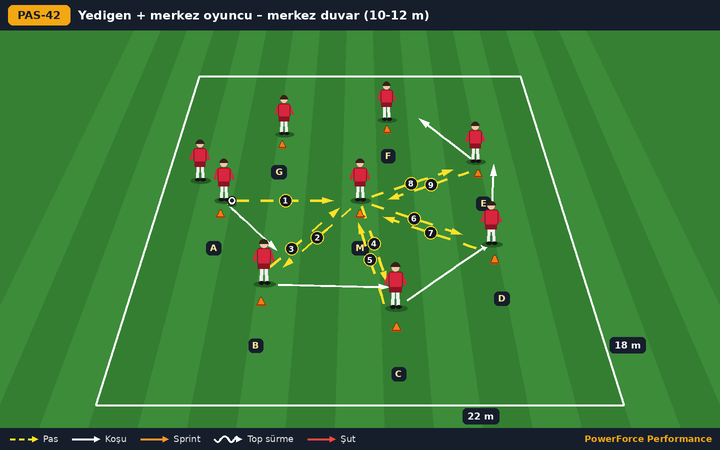 PAS-42 Yedigen + merkez oyuncu – merkez duvar (10-12 m)
F
G
8 9
E
1
6
2
7
3
4
A
M
5
D
B
18 m
C
22 m
Pas Koşu Sprint Top sürme Şut PowerForce Performance